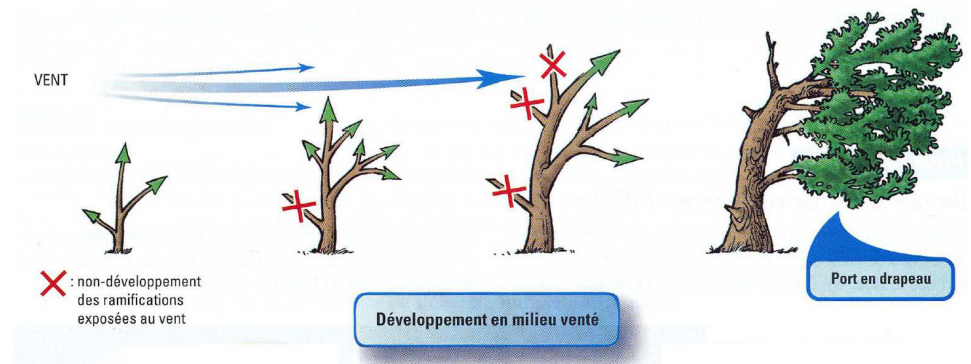 VENT
: non-développement
des ramifications
exposées au vent
Développement en milieu venté
Port en drapeau